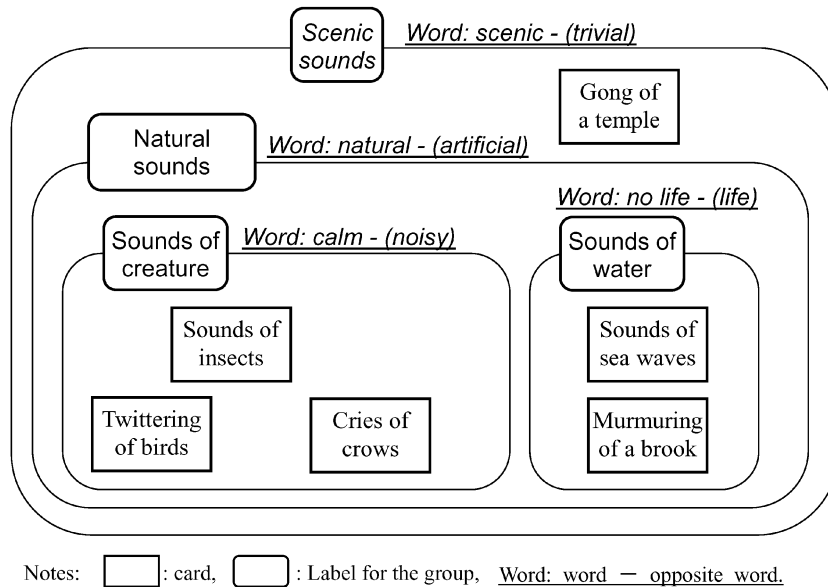 Scenic
sounds
Word: scenic - (trivial)
Gong of
a temple
Natural
sounds
Word: natural - (artificial)
Word: no life - (life)
Sounds of
creature
Word: calm - (noisy)
Sounds of
water
Sounds of
insects
Sounds of
sea waves
Twittering
of birds
Cries of
crows
Murmuring
of a brook
Notes: : card, : Label for the group, Word: word － opposite word.